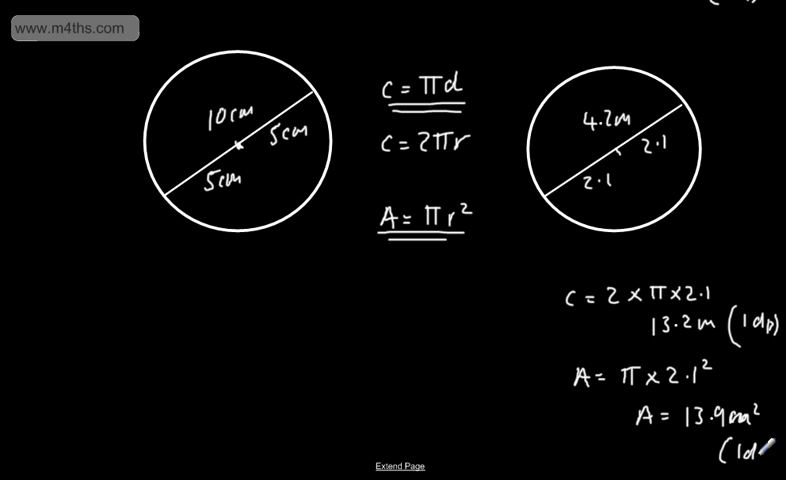 www.m4ths.com
10cm
5cm
5cm
C = πd
C = 2πr
A = πr²
4.2m
2.1
2.1
C = 2 × π × 2.1
13.2m (1dp)
A = π × 2.1²
A = 13.9m²
(1d
Extend Page